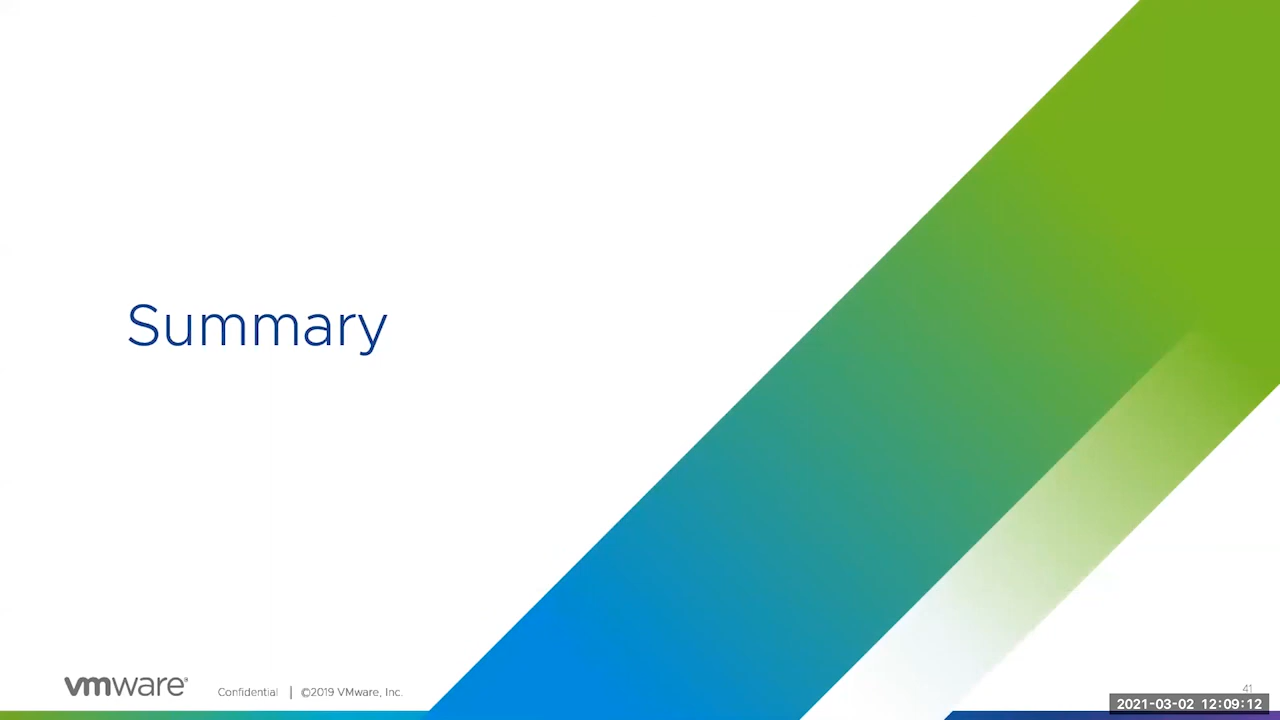 Summary
vmware®
Confidential | ©2019 VMware, Inc.
41
2021-03-02 12:09:12